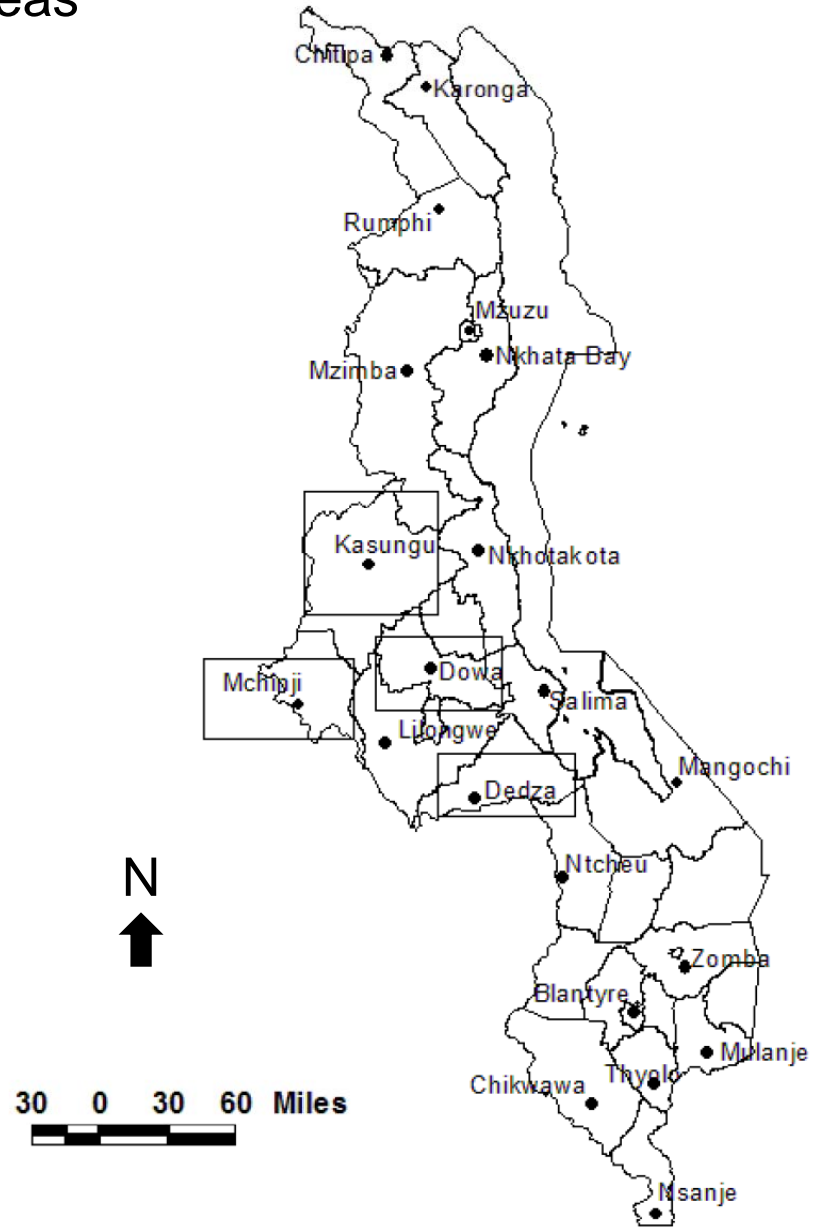 eas
Chitipa
Karonga
Rumphi
Mzuzu
Nkhata Bay
Mzimba
Kasungu
Nkhotakota
Dowa
Mchinji
Salima
Lilongwe
Mangochi
Dedza
Ntcheu
N
Zomba
Blantyre
Mulanje
Thyolo
Chikwawa
30 0 30 60 Miles
Nsanje